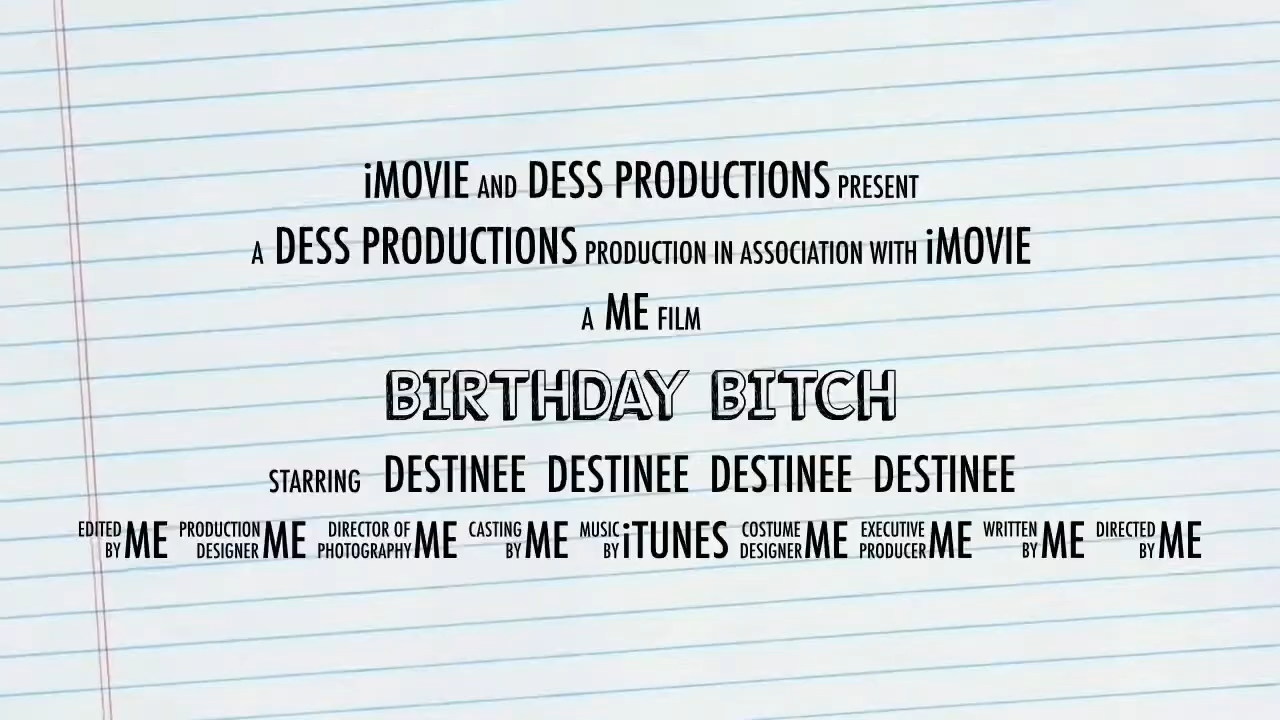 iMOVIE AND DESS PRODUCTIONS PRESENT
A DESS PRODUCTIONS PRODUCTION IN ASSOCIATION WITH iMOVIE
A ME FILM
BIRTHDAY BITCH
STARRING DESTINEE DESTINEE DESTINEE DESTINEE
EDITED BY ME PRODUCTION DESIGNER ME DIRECTOR OF PHOTOGRAPHY ME CASTING BY ME MUSIC BY iTUNES COSTUME DESIGNER ME EXECUTIVE PRODUCER ME WRITTEN BY ME DIRECTED BY ME